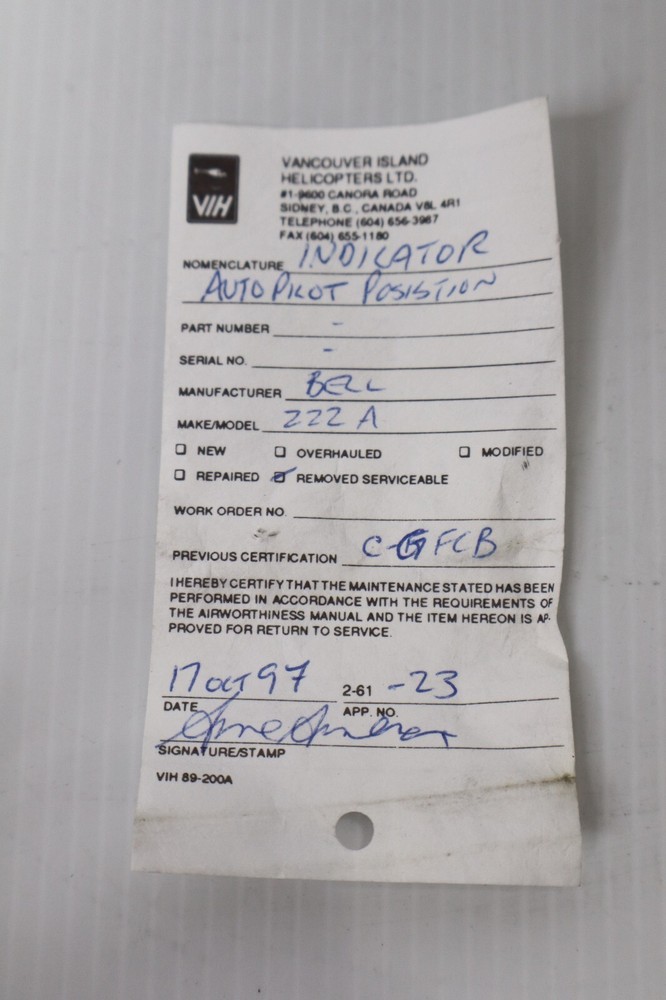 VIH
VANCOUVER ISLAND
HELICOPTERS LTD.
#1-9600 CANORA ROAD
SIDNEY, B.C., CANADA V8L 4R1
TELEPHONE (604) 656-3987
FAX (604) 655-1180
NOMENCLATURE INDICATOR
AUTO PILOT POSISTION
PART NUMBER -
SERIAL NO. -
MANUFACTURER BELL
MAKE/MODEL 222 A
NEW OVERHAULED MODIFIED
REPAIRED REMOVED SERVICEABLE
WORK ORDER NO.
PREVIOUS CERTIFICATION C-GFCB
I HEREBY CERTIFY THAT THE MAINTENANCE STATED HAS BEEN
PERFORMED IN ACCORDANCE WITH THE REQUIREMENTS OF
THE AIRWORTHINESS MANUAL AND THE ITEM HEREON IS AP-
PROVED FOR RETURN TO SERVICE.
17 OCT 97 2-61 -23
DATE APP. NO.
SIGNATURE/STAMP
VIH 89-200A